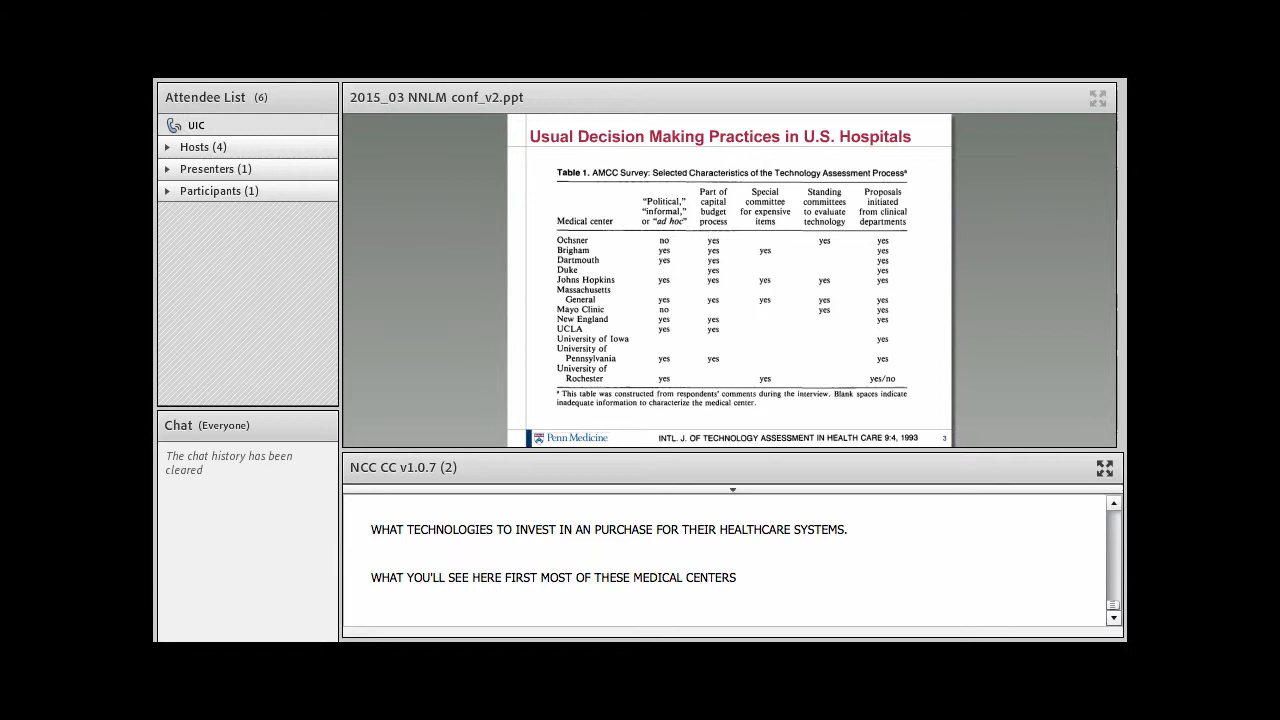 Attendee List (6)
UIC
Hosts (4)
Presenters (1)
Participants (1)
Chat (Everyone)
The chat history has been
cleared
2015_03 NNLM conf_v2.ppt
Usual Decision Making Practices in U.S. Hospitals
Table 1. AMCC Survey: Selected Characteristics of the Technology Assessment Processa
Part of Special Standing Proposals
"Political," capital committee committees initiated
"informal," budget for expensive to evaluate from clinical
Medical center or "ad hoc" process items technology departments
Ochsner no yes yes yes
Brigham yes yes yes yes
Dartmouth yes yes yes
Duke yes yes
Johns Hopkins yes yes yes yes yes
Massachusetts
General yes yes yes yes yes
Mayo Clinic no yes yes
New England yes yes yes
UCLA yes yes
University of Iowa yes
University of
Pennsylvania yes yes yes
University of
Rochester yes yes yes/no
a This table was constructed from respondents' comments during the interview. Blank spaces indicate
inadequate information to characterize the medical center.
Penn Medicine INTL. J. OF TECHNOLOGY ASSESSMENT IN HEALTH CARE 9:4, 1993 3
NCC CC v1.0.7 (2)
WHAT TECHNOLOGIES TO INVEST IN AN PURCHASE FOR THEIR HEALTHCARE SYSTEMS.
WHAT YOU'LL SEE HERE FIRST MOST OF THESE MEDICAL CENTERS